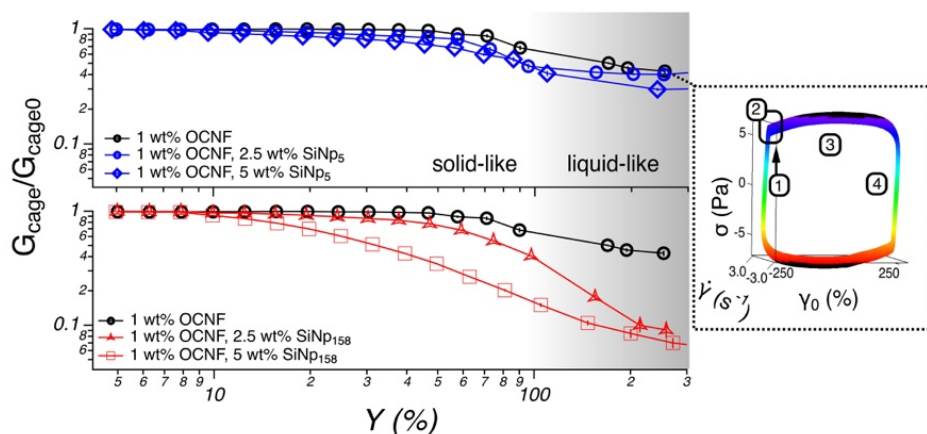 G_cage/G_cage0
1
8
6
4
2
0.1
8
6
1 wt% OCNF
1 wt% OCNF, 2.5 wt% SiNp5
1 wt% OCNF, 5 wt% SiNp5
solid-like
liquid-like
1
8
6
4
2
0.1
8
6
1 wt% OCNF
1 wt% OCNF, 2.5 wt% SiNp158
1 wt% OCNF, 5 wt% SiNp158
5 6 7 8 9 10 2 3 4 5 6 7 8 9 100 2 3
Y (%)
2
3
1
4
5
0
-5
σ (Pa)
3.0 -3.0 -250 250
γ̇ (s⁻¹)
γ0 (%)